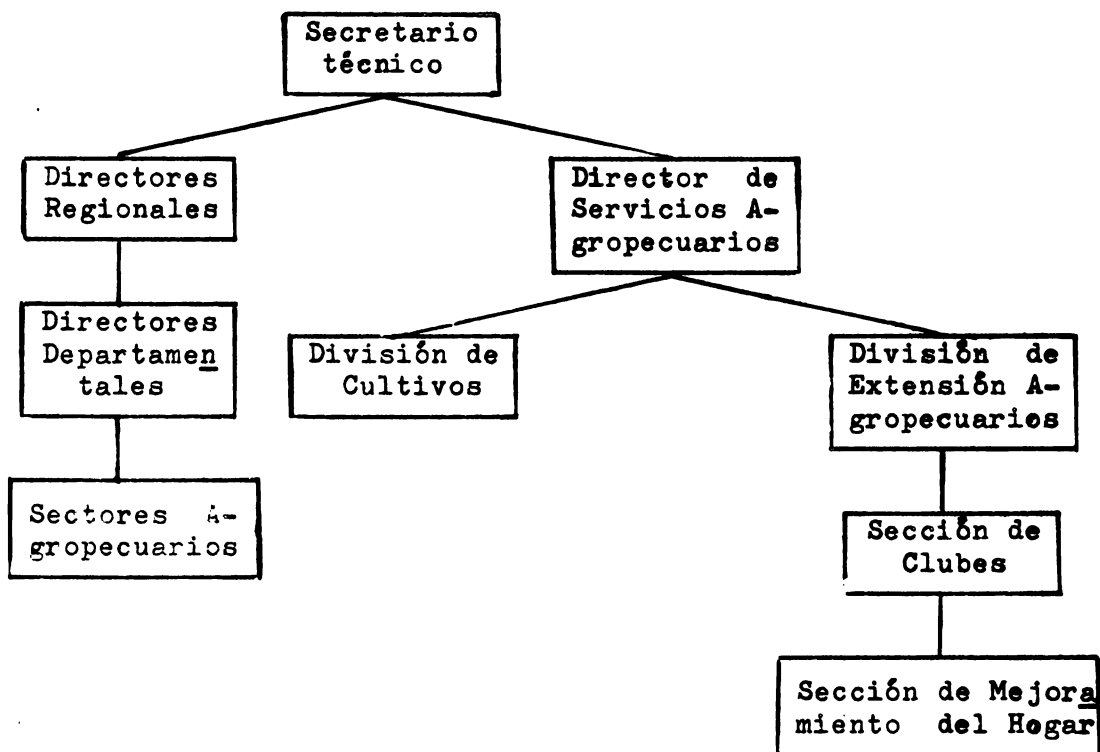 Secretario
técnico
Directores
Regionales
Director de
Servicios A-
gropecuarios
Directores
Departamen
tales
División de
Cultivos
División de
Extensión A-
gropecuarios
Sectores A-
gropecuarios
Sección de
Clubes
Sección de Mejora
miento del Hogar